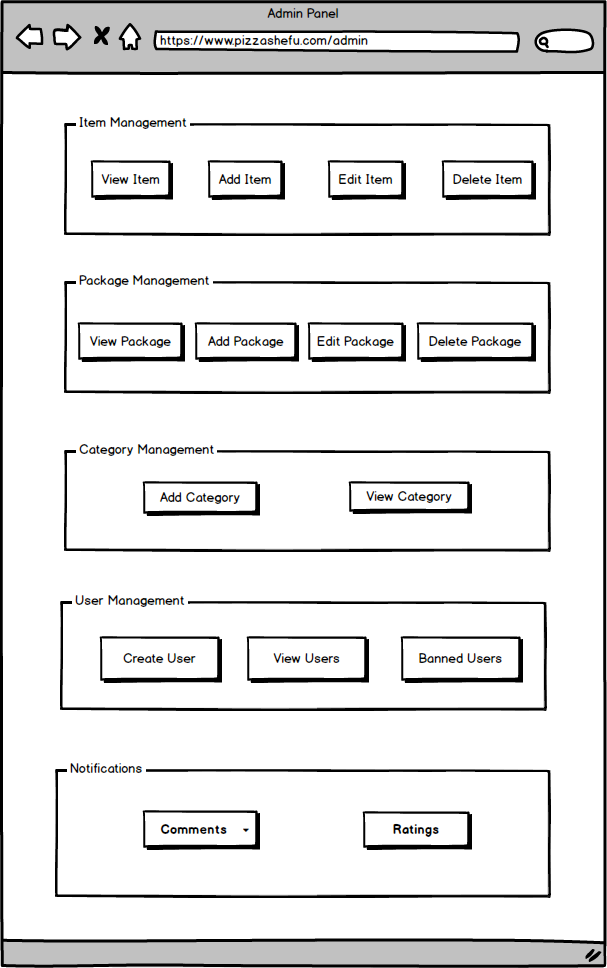 Admin Panel
https://www.pizzashefu.com/admin
Item Management
View Item Add Item Edit Item Delete Item
Package Management
View Package Add Package Edit Package Delete Package
Category Management
Add Category View Category
User Management
Create User View Users Banned Users
Notifications
Comments Ratings